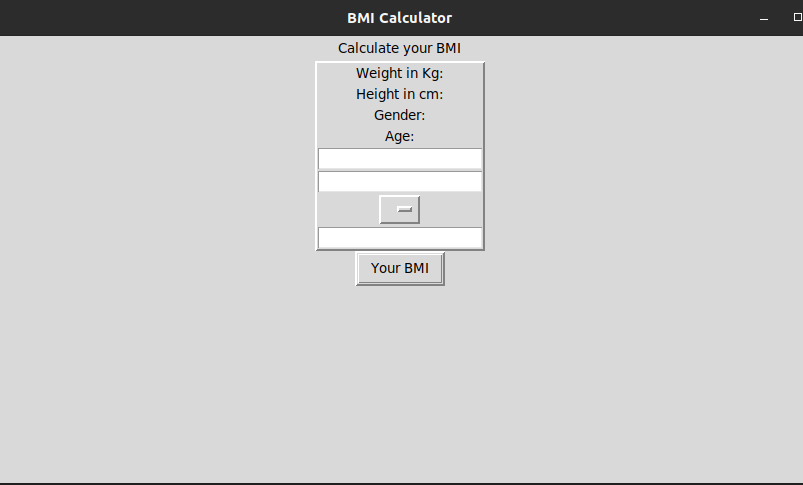 BMI Calculator
Calculate your BMI
Weight in Kg:
Height in cm:
Gender:
Age:
Your BMI